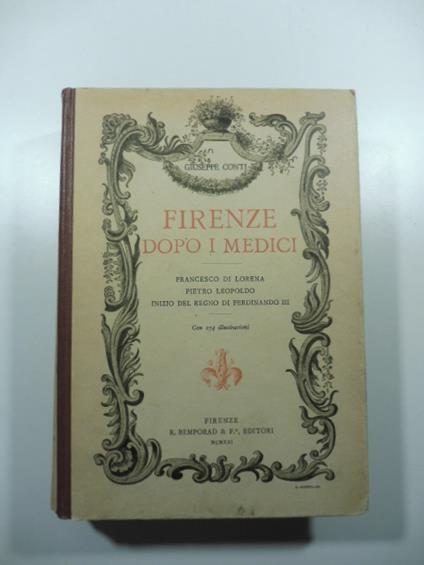 GIUSEPPE CONTI
FIRENZE
DOPO I MEDICI
FRANCESCO DI LORENA
PIETRO LEOPOLDO
INIZIO DEL REGNO DI FERDINANDO III
Con 274 illustrazioni
FIRENZE
R. BEMPORAD & F.º, EDITORI
MCMXXI